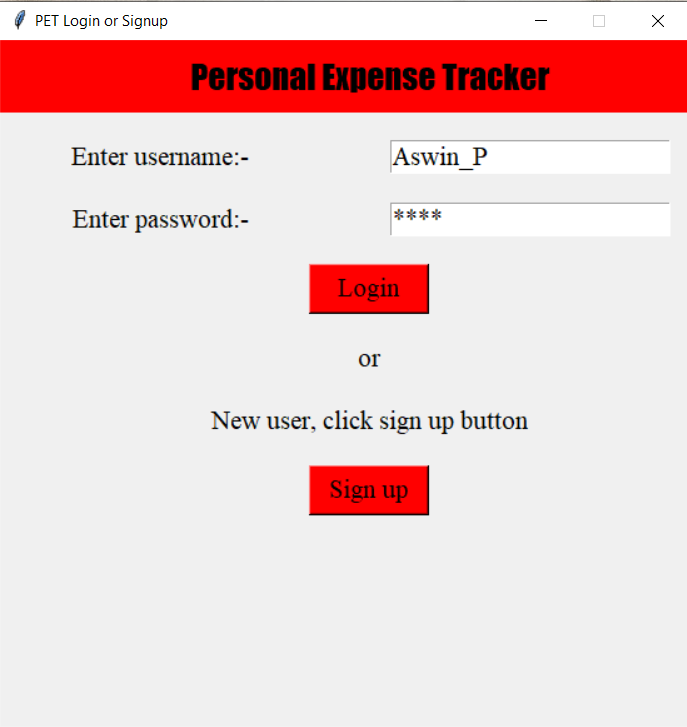 PET Login or Signup
Personal Expense Tracker
Enter username:- Aswin_P
Enter password:- ****
Login
or
New user, click sign up button
Sign up